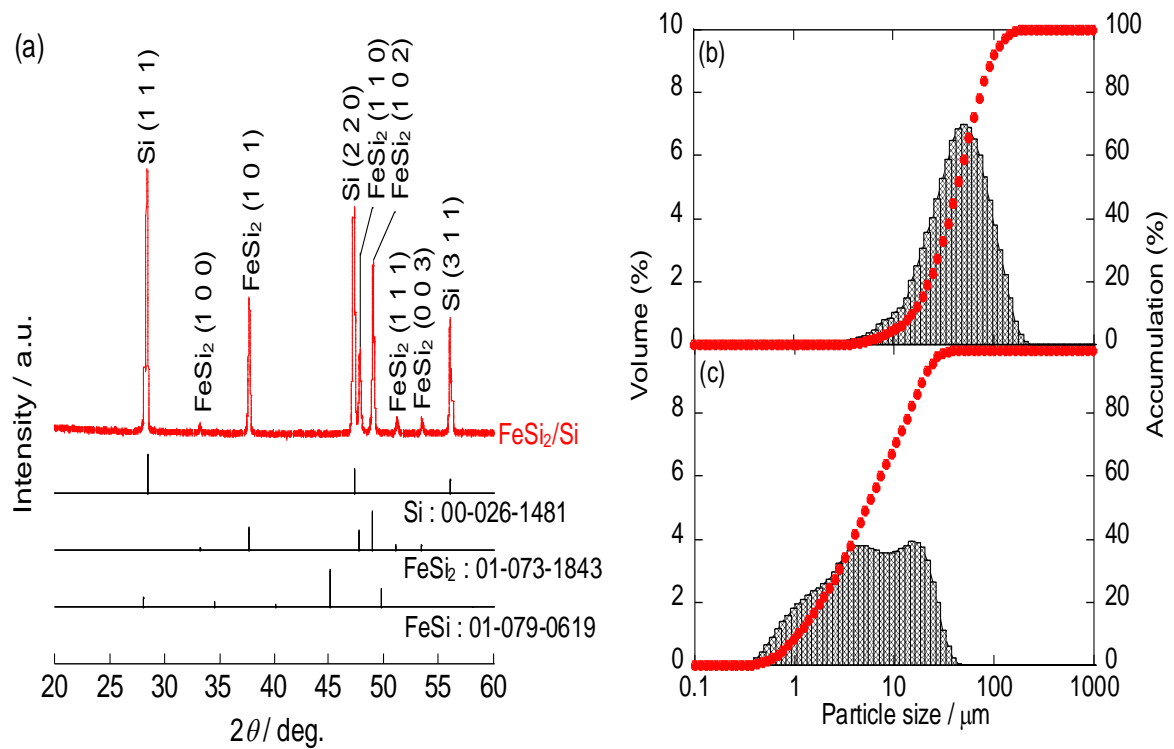 (a)
Si (1 1 1)
FeSi₂ (1 0 0)
FeSi₂ (1 0 1)
Si (2 2 0)
FeSi₂ (1 1 0)
FeSi₂ (1 0 2)
FeSi₂ (1 1 1)
FeSi₂ (0 0 3)
Si (3 1 1)
FeSi₂/Si
Si : 00-026-1481
FeSi₂ : 01-073-1843
FeSi : 01-079-0619
Intensity / a.u.
20 25 30 35 40 45 50 55 60
2θ / deg.
(b)
10
8
6
4
2
0
100
80
60
40
20
0
(c)
8
6
4
2
0
80
60
40
20
0
Volume (%)
Accumulation (%)
0.1 1 10 100 1000
Particle size / μm